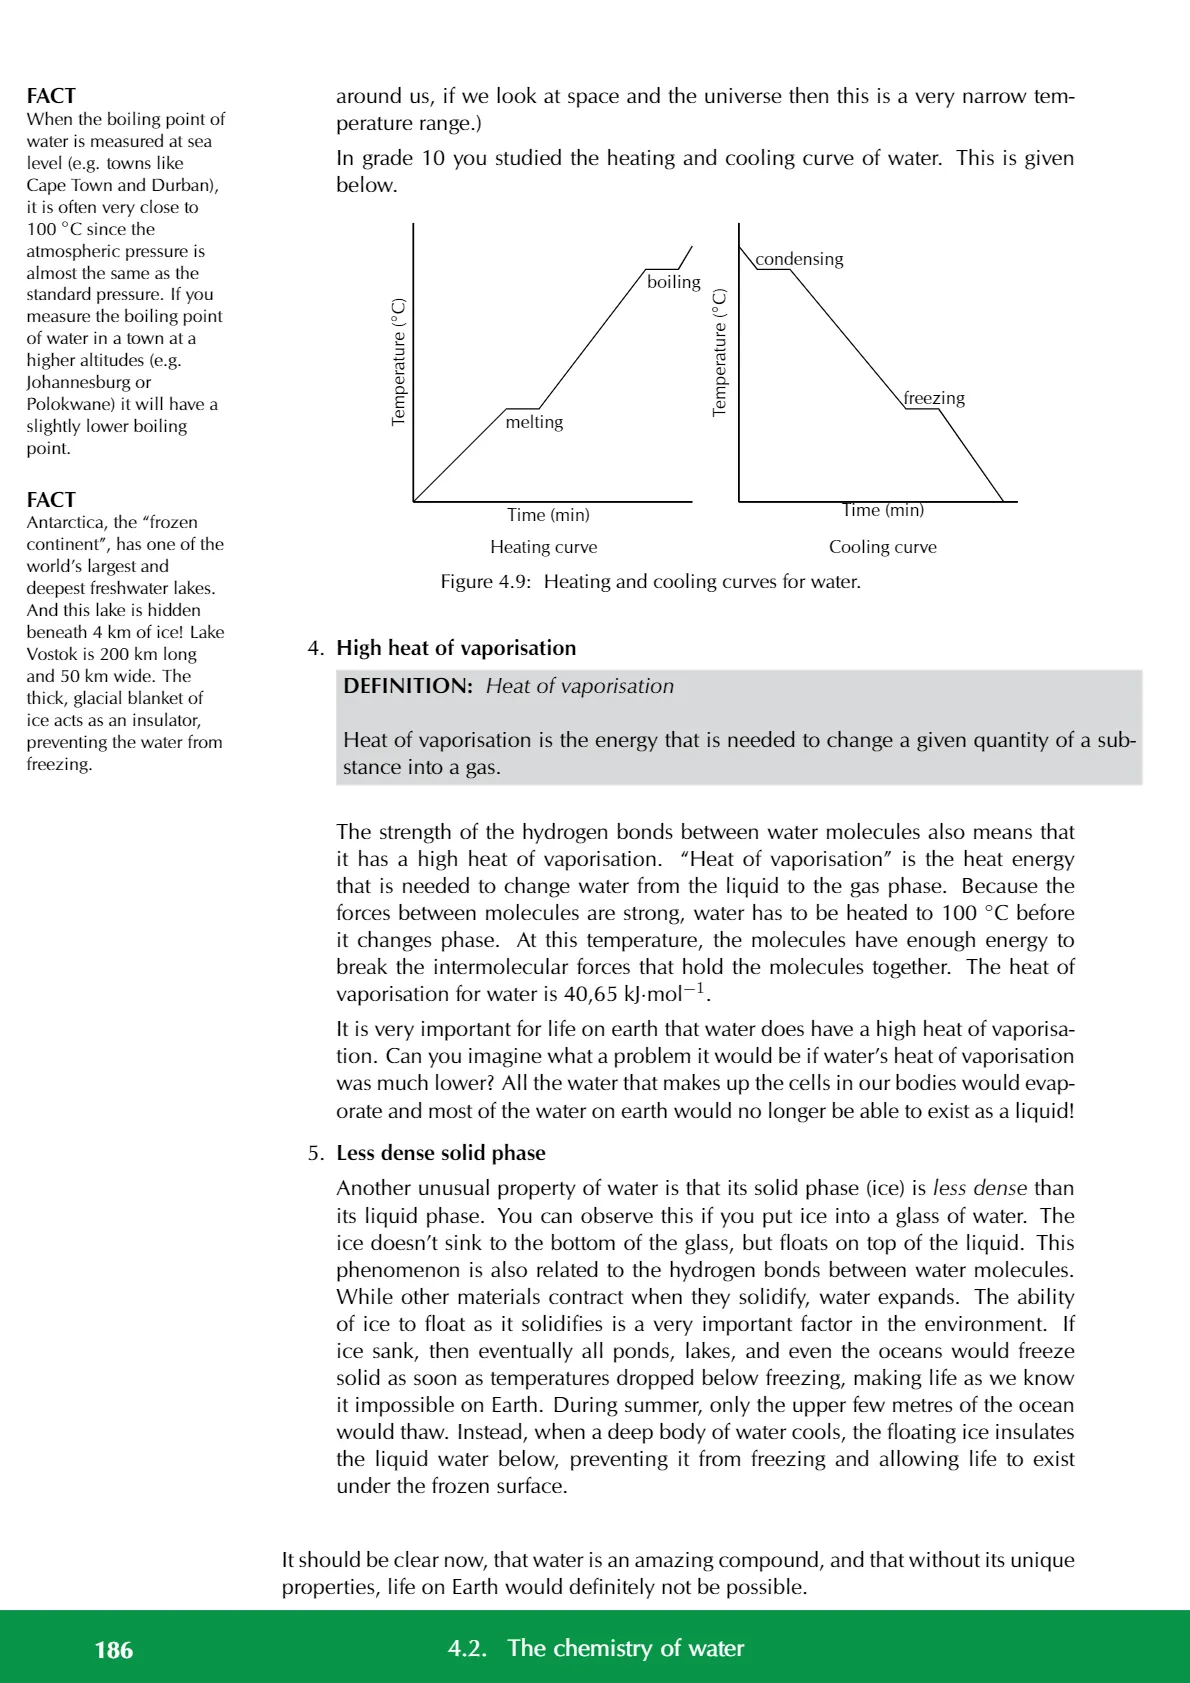 FACT
When the boiling point of
water is measured at sea
level (e.g. towns like
Cape Town and Durban),
it is often very close to
100 °C since the
atmospheric pressure is
almost the same as the
standard pressure. If you
measure the boiling point
of water in a town at a
higher altitudes (e.g.
Johannesburg or
Polokwane) it will have a
slightly lower boiling
point.
FACT
Antarctica, the “frozen
continent”, has one of the
world’s largest and
deepest freshwater lakes.
And this lake is hidden
beneath 4 km of ice! Lake
Vostok is 200 km long
and 50 km wide. The
thick, glacial blanket of
ice acts as an insulator,
preventing the water from
freezing.
around us, if we look at space and the universe then this is a very narrow tem-
perature range.)
In grade 10 you studied the heating and cooling curve of water. This is given
below.
Temperature (°C)
boiling
melting
Time (min)
Heating curve
Temperature (°C)
condensing
freezing
Time (min)
Cooling curve
Figure 4.9: Heating and cooling curves for water.
4. High heat of vaporisation
DEFINITION: Heat of vaporisation
Heat of vaporisation is the energy that is needed to change a given quantity of a sub-
stance into a gas.
The strength of the hydrogen bonds between water molecules also means that
it has a high heat of vaporisation. “Heat of vaporisation” is the heat energy
that is needed to change water from the liquid to the gas phase. Because the
forces between molecules are strong, water has to be heated to 100 °C before
it changes phase. At this temperature, the molecules have enough energy to
break the intermolecular forces that hold the molecules together. The heat of
vaporisation for water is 40,65 kJ·mol⁻¹.
It is very important for life on earth that water does have a high heat of vaporisa-
tion. Can you imagine what a problem it would be if water’s heat of vaporisation
was much lower? All the water that makes up the cells in our bodies would evap-
orate and most of the water on earth would no longer be able to exist as a liquid!
5. Less dense solid phase
Another unusual property of water is that its solid phase (ice) is less dense than
its liquid phase. You can observe this if you put ice into a glass of water. The
ice doesn’t sink to the bottom of the glass, but floats on top of the liquid. This
phenomenon is also related to the hydrogen bonds between water molecules.
While other materials contract when they solidify, water expands. The ability
of ice to float as it solidifies is a very important factor in the environment. If
ice sank, then eventually all ponds, lakes, and even the oceans would freeze
solid as soon as temperatures dropped below freezing, making life as we know
it impossible on Earth. During summer, only the upper few metres of the ocean
would thaw. Instead, when a deep body of water cools, the floating ice insulates
the liquid water below, preventing it from freezing and allowing life to exist
under the frozen surface.
It should be clear now, that water is an amazing compound, and that without its unique
properties, life on Earth would definitely not be possible.
186
4.2. The chemistry of water